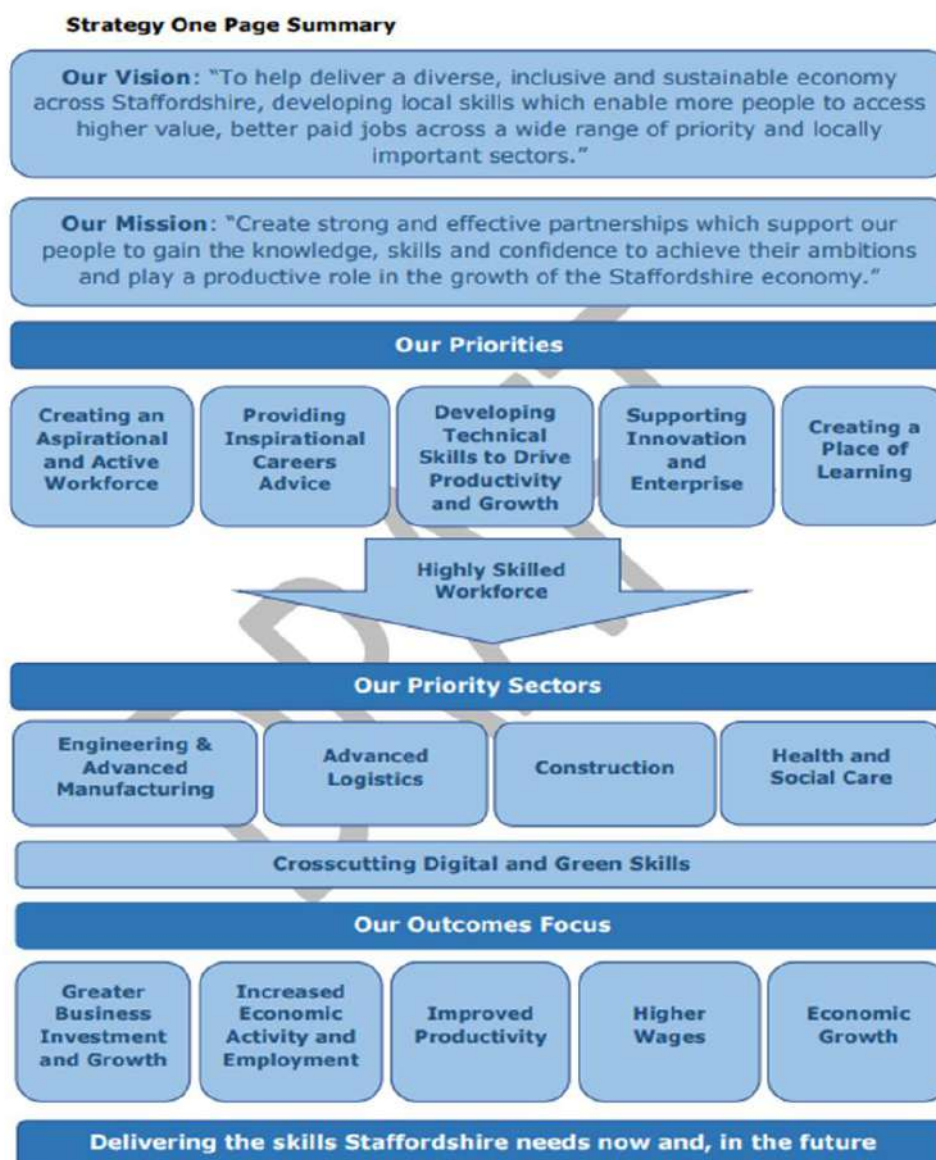 Strategy One Page Summary
Our Vision: “To help deliver a diverse, inclusive and sustainable economy
across Staffordshire, developing local skills which enable more people to access
higher value, better paid jobs across a wide range of priority and locally
important sectors.”
Our Mission: “Create strong and effective partnerships which support our
people to gain the knowledge, skills and confidence to achieve their ambitions
and play a productive role in the growth of the Staffordshire economy.”
Our Priorities
Creating an
Aspirational
and Active
Workforce
Providing
Inspirational
Careers
Advice
Developing
Technical
Skills to Drive
Productivity
and Growth
Supporting
Innovation
and
Enterprise
Creating a
Place of
Learning
Highly Skilled
Workforce
DRAFT
Our Priority Sectors
Engineering &
Advanced
Manufacturing
Advanced
Logistics
Construction
Health and
Social Care
Crosscutting Digital and Green Skills
Our Outcomes Focus
Greater
Business
Investment
and Growth
Increased
Economic
Activity and
Employment
Improved
Productivity
Higher
Wages
Economic
Growth
Delivering the skills Staffordshire needs now and, in the future